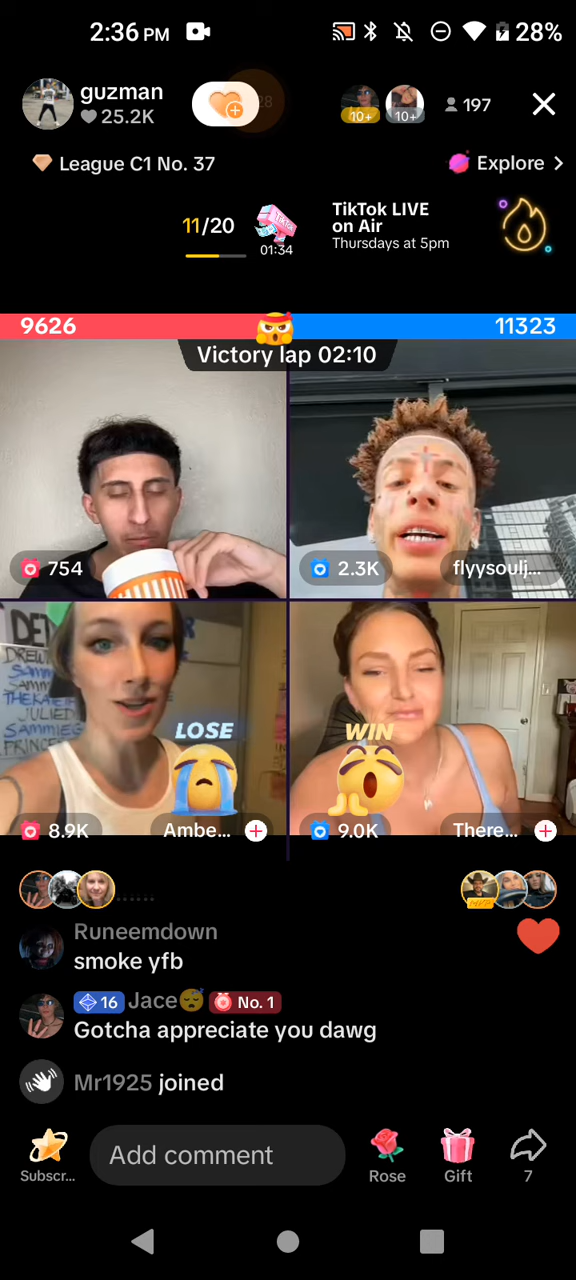 2:36 PM
28%
guzman
25.2K
10+
10+
197
League C1 No. 37
Explore >
11/20
01:34
TikTok LIVE
on Air
Thursdays at 5pm
9626
11323
Victory lap 02:10
754
2.3K
flyysoulj...
LOSE
WIN
8.9K
Ambe...
9.0K
There...
Runeemdown
smoke yfb
16 Jace😴 No. 1
Gotcha appreciate you dawg
Mr1925 joined
Subscr...
Add comment
Rose
Gift
7